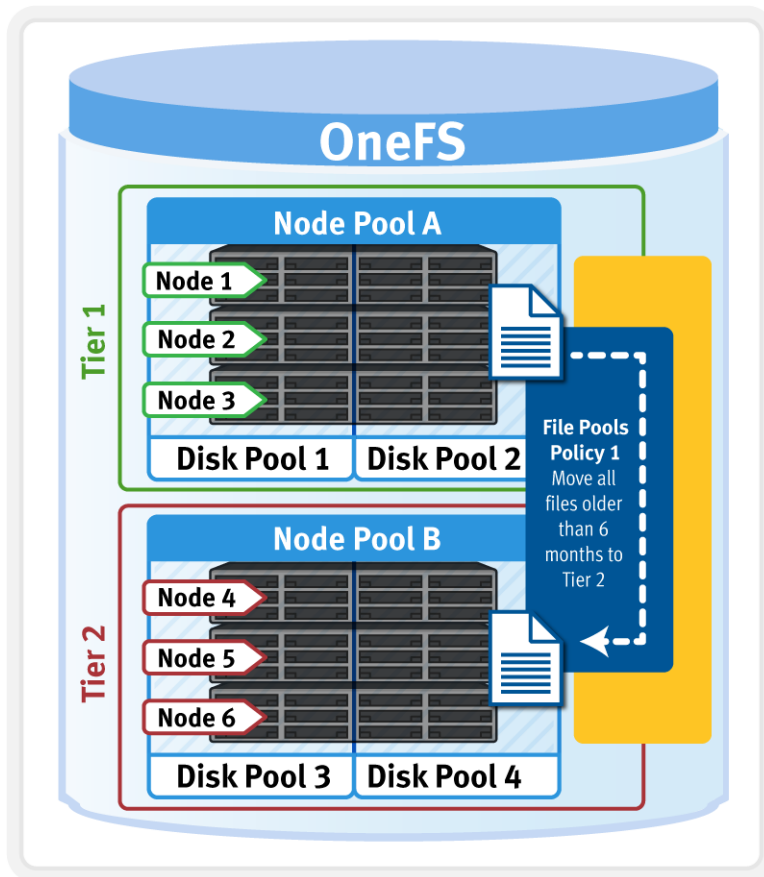 OneFS
Tier 1
Node Pool A
Node 1
Node 2
Node 3
Disk Pool 1
Disk Pool 2
File Pools
Policy 1
Move all
files older
than 6
months to
Tier 2
Tier 2
Node Pool B
Node 4
Node 5
Node 6
Disk Pool 3
Disk Pool 4